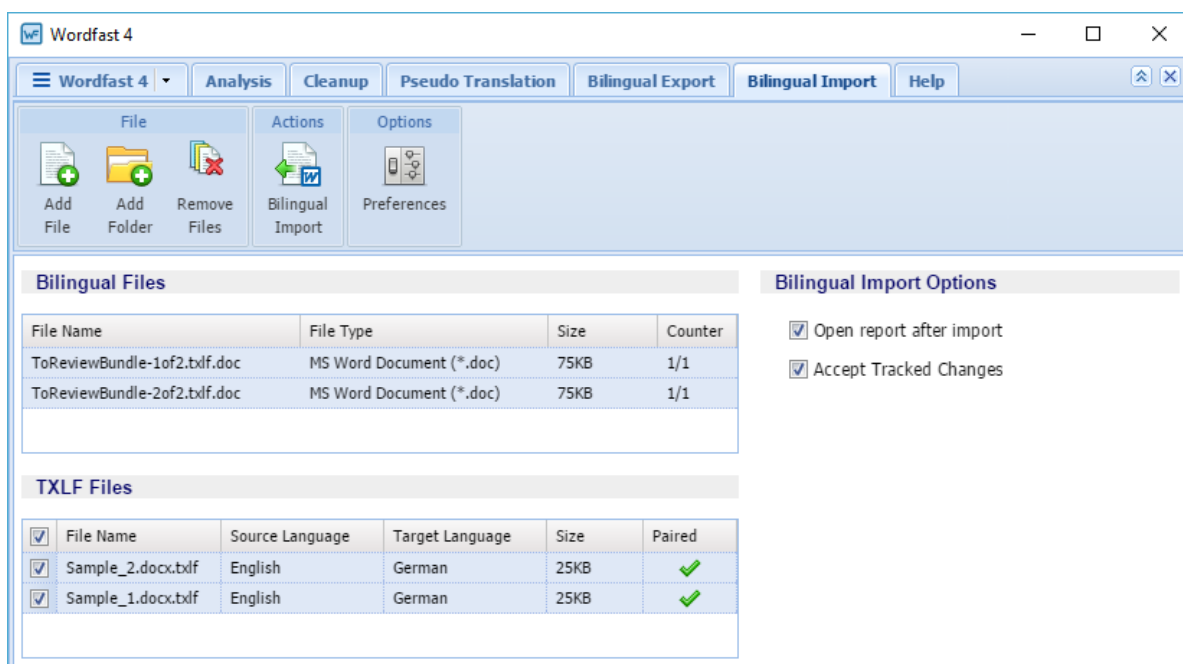 WF Wordfast 4
Wordfast 4 Analysis Cleanup Pseudo Translation Bilingual Export Bilingual Import Help
File Actions Options
W
Add Add Remove Bilingual Preferences
File Folder Files Import
Bilingual Files
File Name File Type Size Counter
ToReviewBundle-1of2.txlf.doc MS Word Document (*.doc) 75KB 1/1
ToReviewBundle-2of2.txlf.doc MS Word Document (*.doc) 75KB 1/1
TXLF Files
File Name Source Language Target Language Size Paired
Sample_2.docx.txlf English German 25KB
Sample_1.docx.txlf English German 25KB
Bilingual Import Options
Open report after import
Accept Tracked Changes